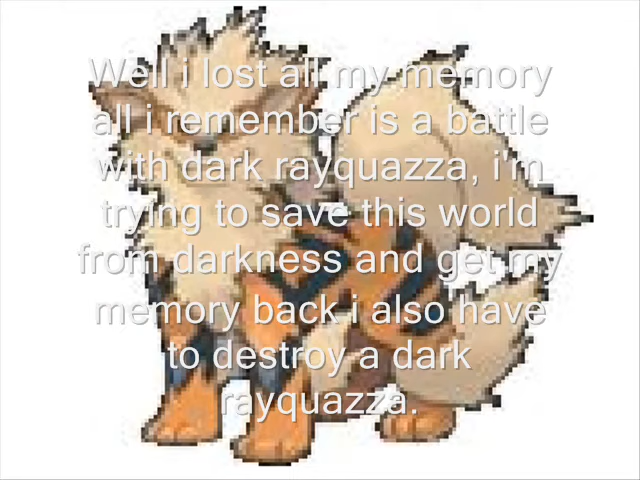 Well i lost all my memory
all i remember is a battle
with dark rayquazza, i'm
trying to save this world
from darkness and get my
memory back i also have
to destroy a dark
rayquazza.